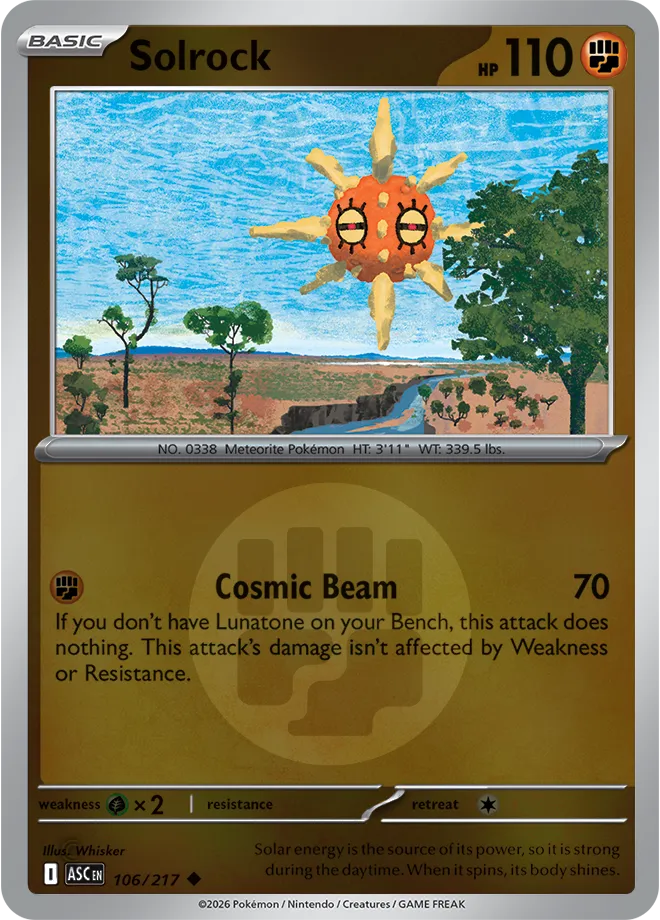 BASIC
Solrock
HP 110
NO. 0338 Meteorite Pokémon HT: 3'11" WT: 339.5 lbs.
Cosmic Beam 70
If you don't have Lunatone on your Bench, this attack does
nothing. This attack's damage isn't affected by Weakness
or Resistance.
weakness ×2 resistance retreat
Illus. Whisker
Solar energy is the source of its power, so it is strong
during the daytime. When it spins, its body shines.
I ASC EN 106/217
©2026 Pokémon / Nintendo / Creatures / GAME FREAK